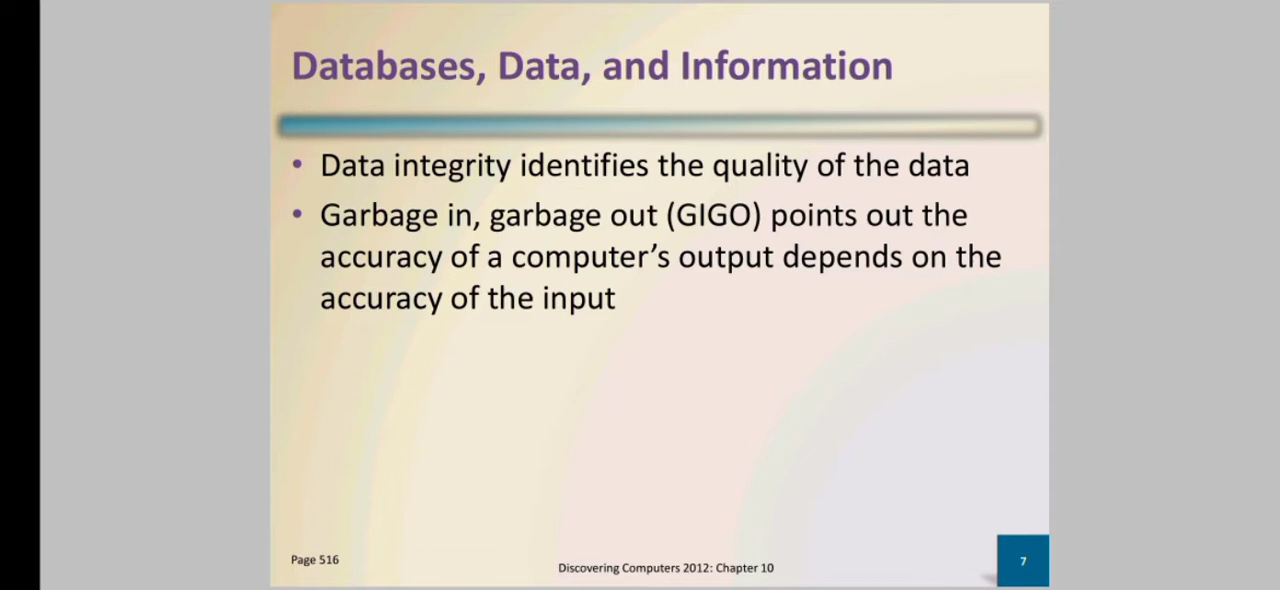 Databases, Data, and Information
• Data integrity identifies the quality of the data
• Garbage in, garbage out (GIGO) points out the
accuracy of a computer’s output depends on the
accuracy of the input
Page 516
Discovering Computers 2012: Chapter 10
7